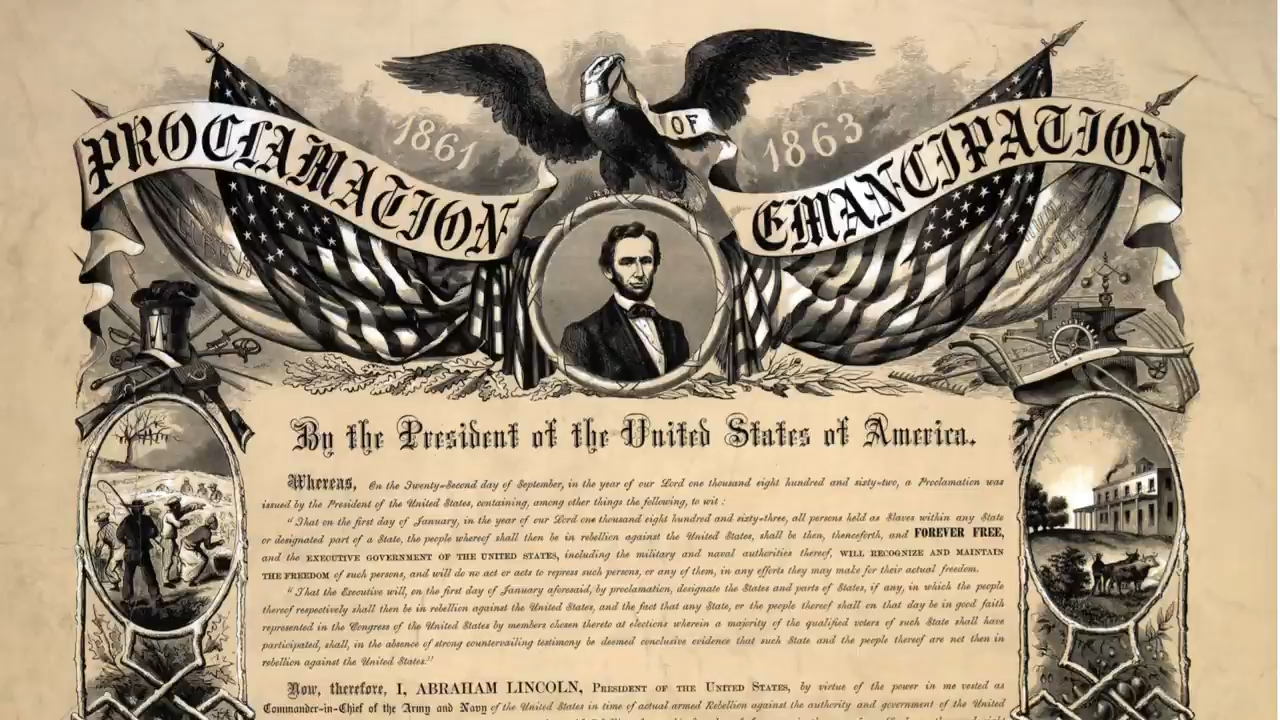 PROCLAMATION
OF
EMANCIPATION
1861
1863
By the President of the United States of America.
Whereas, On the Twenty-Second day of September, in the year of our Lord one thousand eight hundred and sixty-two, a Proclamation was
issued by the President of the United States, containing, among other things the following, to wit :
"That on the first day of January, in the year of our Lord one thousand eight hundred and sixty-three, all persons held as Slaves within any State
or designated part of a State, the people whereof shall then be in rebellion against the United States, shall be then, thenceforth, and FOREVER FREE,
and the EXECUTIVE GOVERNMENT OF THE UNITED STATES, including the military and naval authorities thereof, WILL RECOGNIZE AND MAINTAIN
THE FREEDOM of such persons, and will do no act or acts to repress such persons, or any of them, in any efforts they may make for their actual freedom.
"That the Executive will, on the first day of January aforesaid, by proclamation, designate the States and parts of States, if any, in which the people
thereof respectively shall then be in rebellion against the United States, and the fact that any State, or the people thereof shall on that day be in good faith
represented in the Congress of the United States by members chosen thereto at elections wherein a majority of the qualified voters of such State shall have
participated, shall, in the absence of strong countervailing testimony be deemed conclusive evidence that such State and the people thereof are not then in
rebellion against the United States."
Now, therefore, I, ABRAHAM LINCOLN, PRESIDENT OF THE UNITED STATES, by virtue of the power in me vested as
Commander-in-Chief of the Army and Navy of the United States in time of actual armed Rebellion against the authority and government of the United